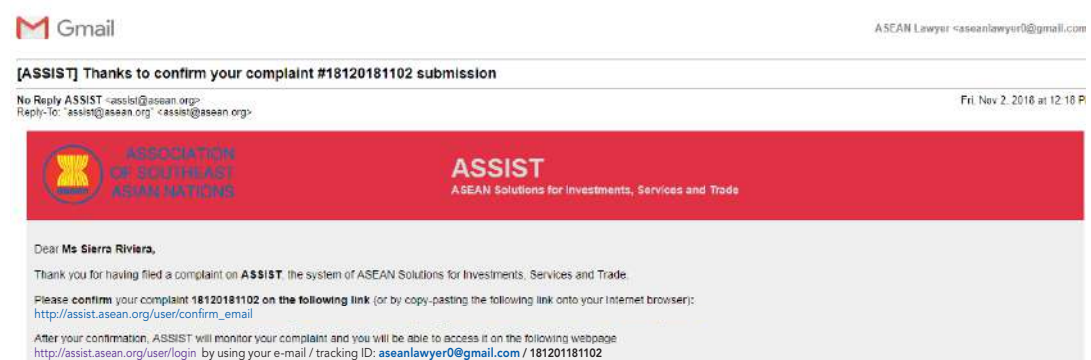 Gmail
ASEAN Lawyer <aseanlawyer0@gmail.com
[ASSIST] Thanks to confirm your complaint #18120181102 submission
No Reply ASSIST <assist@asean.org>
Fri, Nov 2, 2018 at 12:18 P
Reply-To: "assist@asean.org" <assist@asean.org>
ASSOCIATION
OF SOUTHEAST
ASIAN NATIONS
ASSIST
ASEAN Solutions for Investments, Services and Trade
Dear Ms Sierra Riviera,
Thank you for having filed a complaint on ASSIST, the system of ASEAN Solutions for Investments, Services and Trade.
Please confirm your complaint 18120181102 on the following link (or by copy-pasting the following link onto your Internet browser):
http://assist.asean.org/user/confirm_email
After your confirmation, ASSIST will monitor your complaint and you will be able to access it on the following webpage
http://assist.asean.org/user/login by using your e-mail / tracking ID: aseanlawyer0@gmail.com / 181201181102